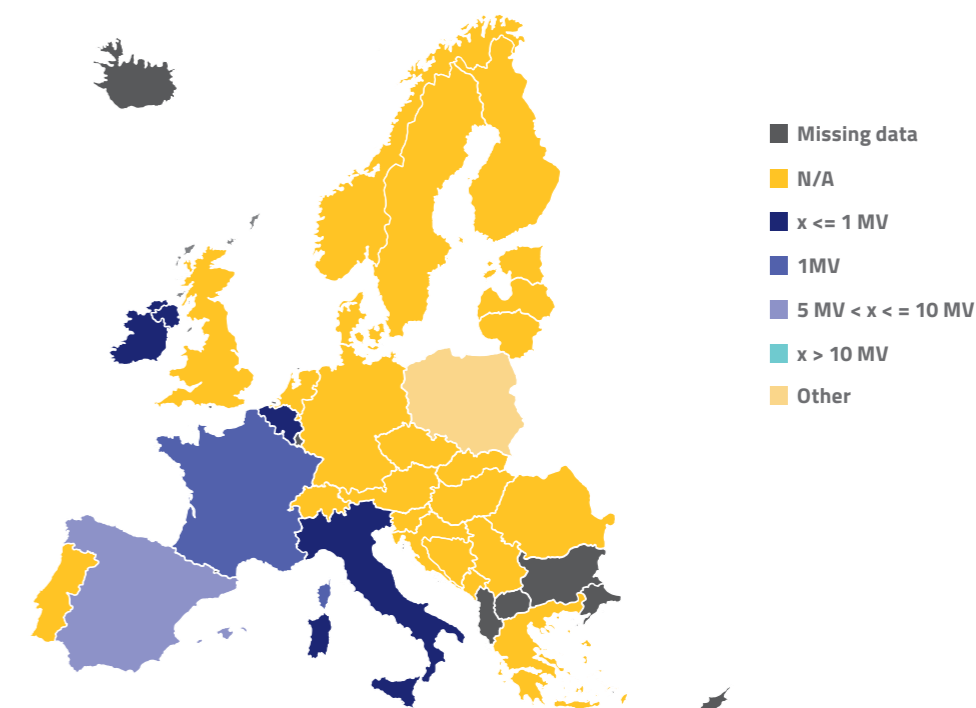 Missing data
N/A
x <= 1 MV
1MV
5 MV < x < = 10 MV
x > 10 MV
Other